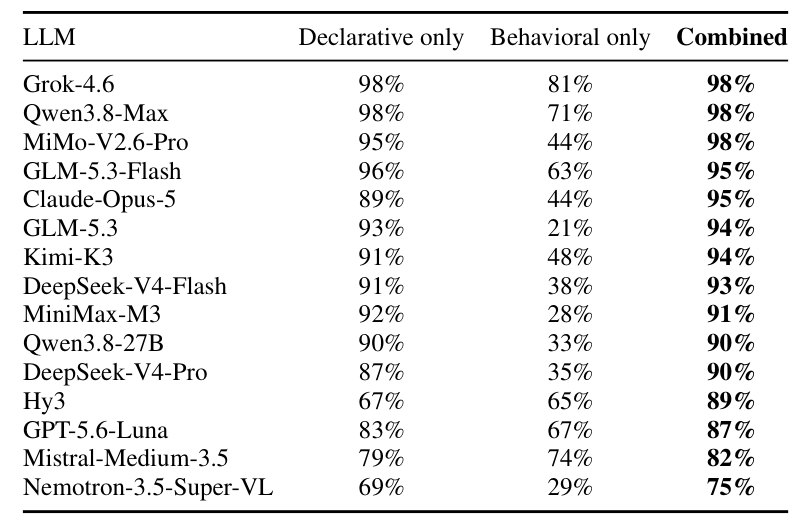 LLM Declarative only Behavioral only Combined
Grok-4.6 98% 81% 98%
Qwen3.8-Max 98% 71% 98%
MiMo-V2.6-Pro 95% 44% 98%
GLM-5.3-Flash 96% 63% 95%
Claude-Opus-5 89% 44% 95%
GLM-5.3 93% 21% 94%
Kimi-K3 91% 48% 94%
DeepSeek-V4-Flash 91% 38% 93%
MiniMax-M3 92% 28% 91%
Qwen3.8-27B 90% 33% 90%
DeepSeek-V4-Pro 87% 35% 90%
Hy3 67% 65% 89%
GPT-5.6-Luna 83% 67% 87%
Mistral-Medium-3.5 79% 74% 82%
Nemotron-3.5-Super-VL 69% 29% 75%